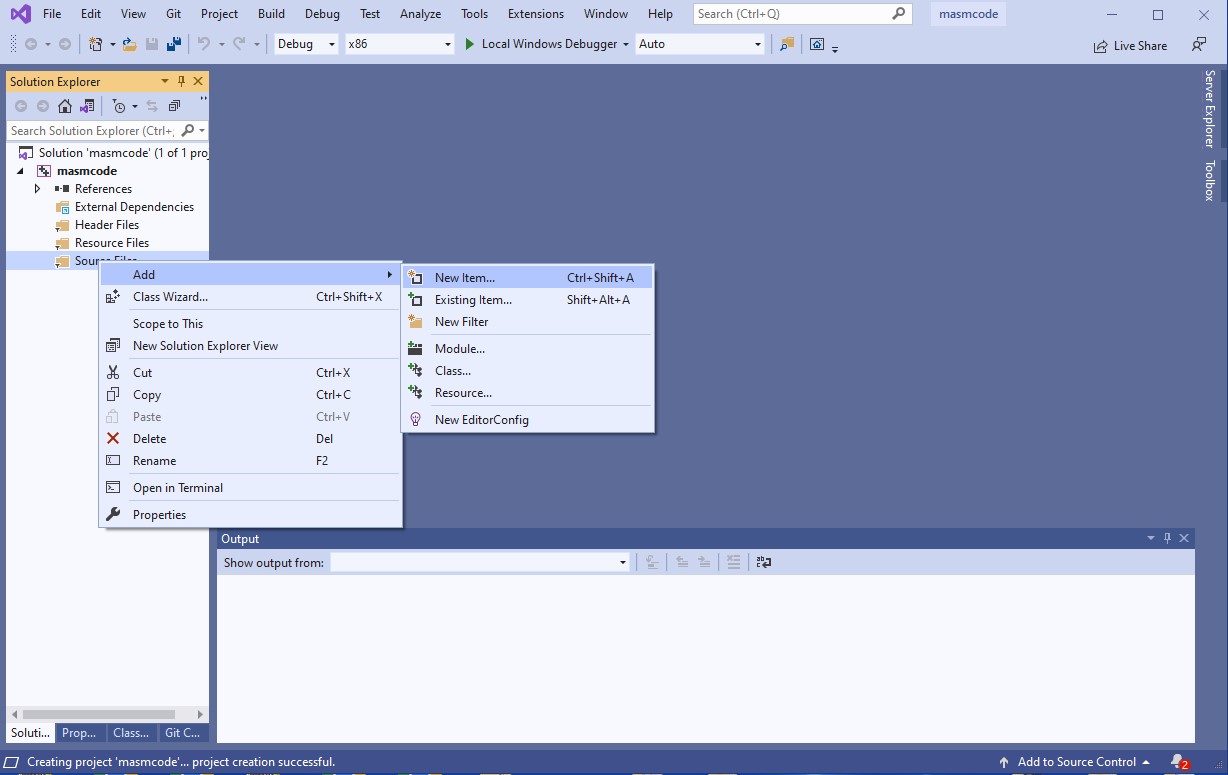 File Edit View Git Project Build Debug Test Analyze Tools Extensions Window Help Search (Ctrl+Q) masmcode
Debug x86 Local Windows Debugger Auto Live Share
Solution Explorer
Search Solution Explorer (Ctrl+;
Solution 'masmcode' (1 of 1 proj
masmcode
References
External Dependencies
Header Files
Resource Files
Source Files
Add
Class Wizard... Ctrl+Shift+X
Scope to This
New Solution Explorer View
Cut Ctrl+X
Copy Ctrl+C
Paste Ctrl+V
Delete Del
Rename F2
Open in Terminal
Properties
New Item... Ctrl+Shift+A
Existing Item... Shift+Alt+A
New Filter
Module...
Class...
Resource...
New EditorConfig
Server Explorer
Toolbox
Output
Show output from:
Soluti... Prop... Class... Git C...
Creating project 'masmcode'... project creation successful. Add to Source Control 2